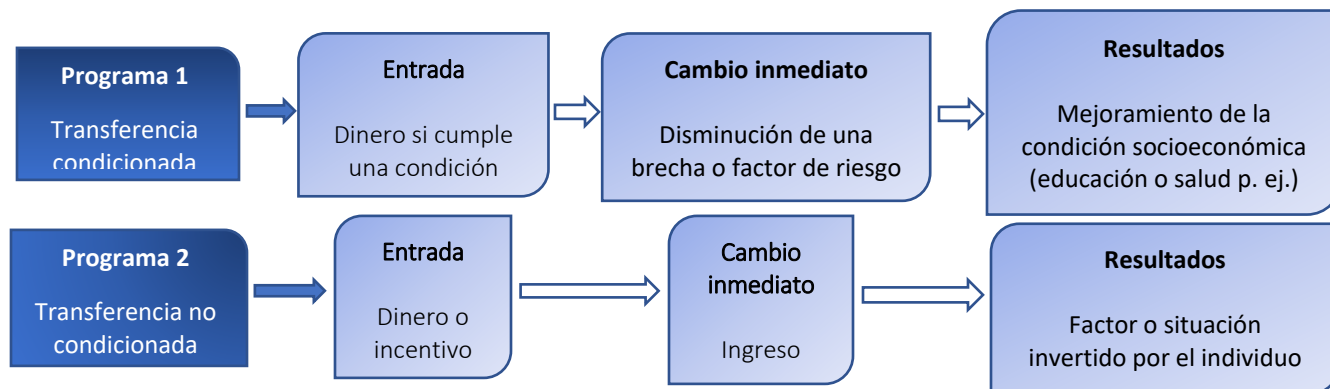 Programa 1
Transferencia
condicionada
Entrada
Dinero si cumple
una condición
Cambio inmediato
Disminución de una
brecha o factor de riesgo
Resultados
Mejoramiento de la
condición socioeconómica
(educación o salud p. ej.)
Programa 2
Transferencia no
condicionada
Entrada
Dinero o
incentivo
Cambio
inmediato
Ingreso
Resultados
Factor o situación
invertido por el individuo